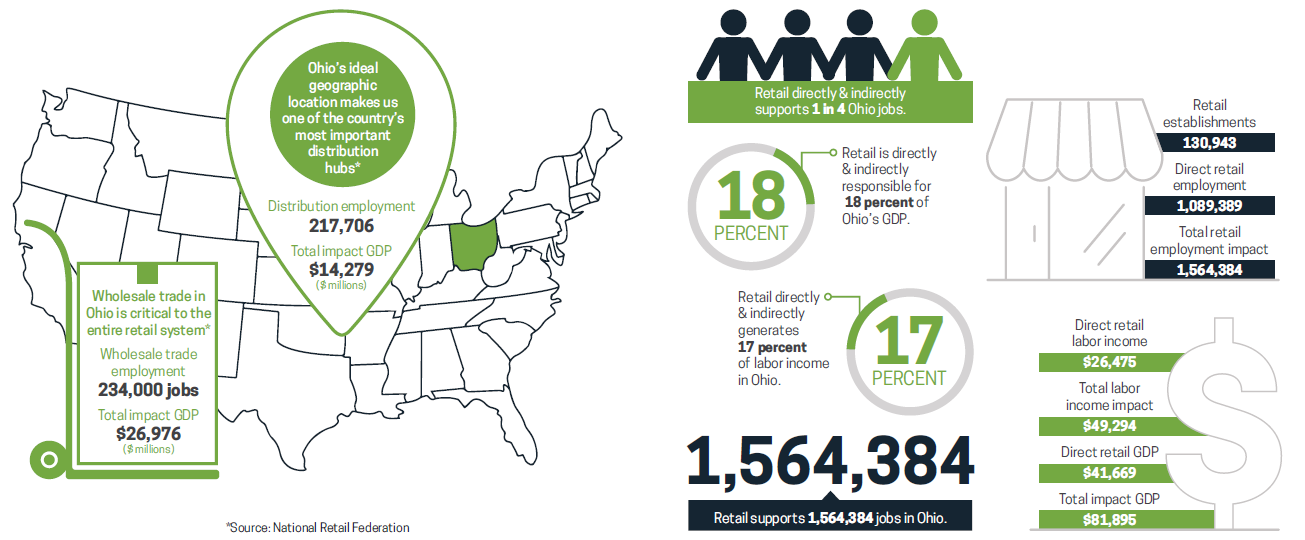 Ohio's ideal
geographic
location makes us
one of the country's
most important
distribution
hubs*
Distribution employment
217,706
Total impact GDP
$14,279
($ millions)
Wholesale trade in
Ohio is critical to the
entire retail system*
Wholesale trade
employment
234,000 jobs
Total impact GDP
$26,976
($ millions)
*Source: National Retail Federation
Retail directly & indirectly
supports 1 in 4 Ohio jobs.
18
PERCENT
Retail is directly
& indirectly
responsible for
18 percent of
Ohio's GDP.
Retail directly
& indirectly
generates
17 percent
of labor income
in Ohio.
17
PERCENT
1,564,384
Retail supports 1,564,384 jobs in Ohio.
Retail
establishments
130,943
Direct retail
employment
1,089,389
Total retail
employment impact
1,564,384
Direct retail
labor income
$26,475
Total labor
income impact
$49,294
Direct retail GDP
$41,669
Total impact GDP
$81,895
$